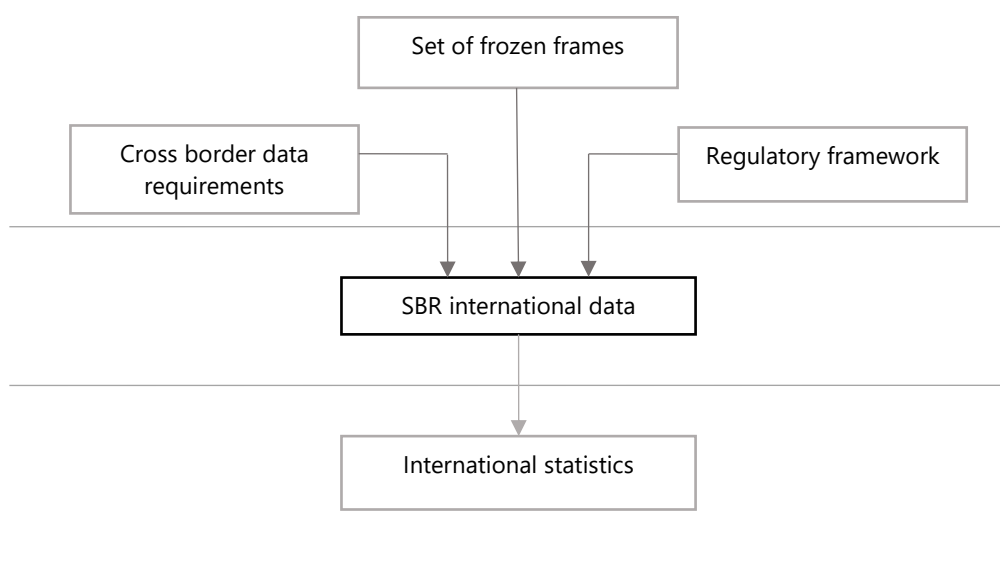 Set of frozen frames
Cross border data
requirements
Regulatory framework
SBR international data
International statistics